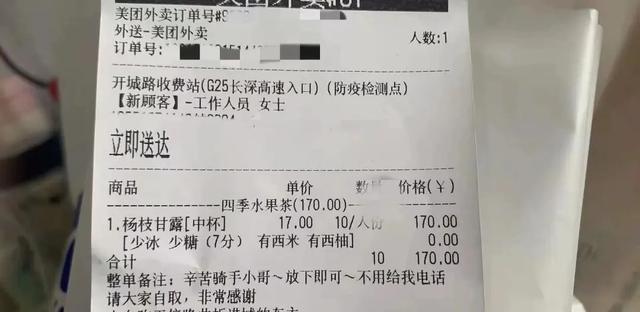 美团外卖订单号#
外送-美团外卖 人数:1
订单号:
开城路收费站(G25长深高速入口)(防疫检测点)
【新顾客】-工作人员 女士
立即送达
商品 单价 数量 价格(¥)
----------------四季水果茶(170.00)----------------
1.杨枝甘露[中杯] 17.00 10/人份 170.00
[少冰 少糖(7分) 有西米 有西柚] 0.00
合计 10 170.00
整单备注: 辛苦骑手小哥~放下即可~不用给我电话
请大家自取, 非常感谢